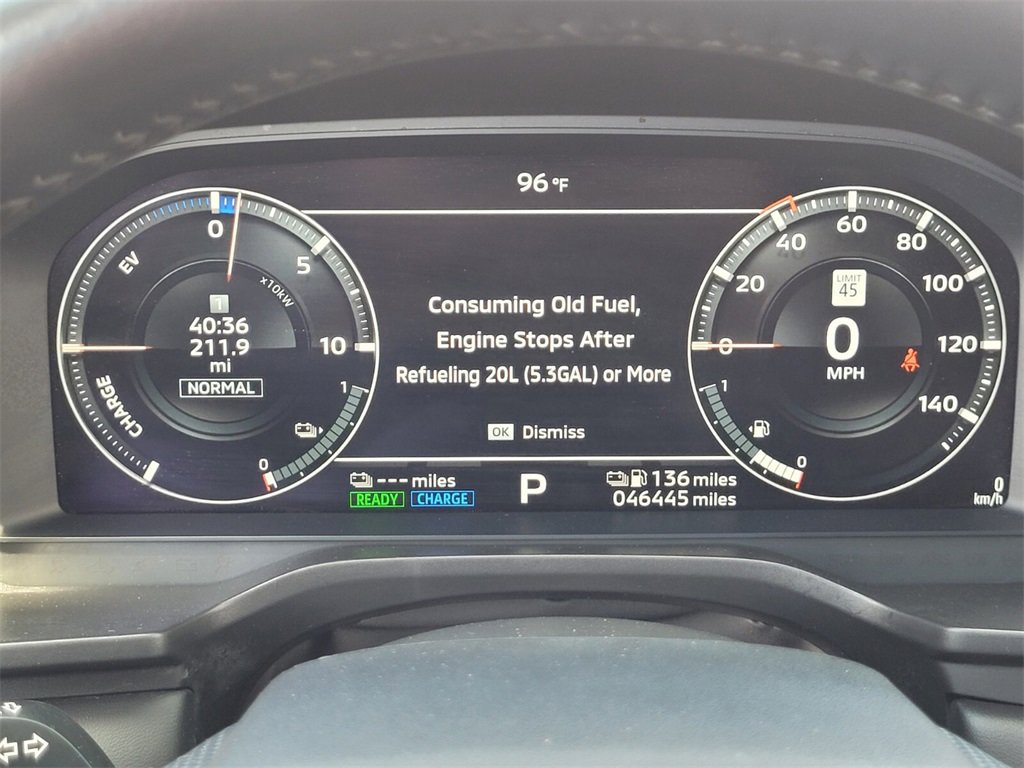 96 °F
0
EV
5
x10kW
1
40:36
211.9
mi
10
NORMAL
CHARGE
1
0
Consuming Old Fuel,
Engine Stops After
Refueling 20L (5.3GAL) or More
OK Dismiss
--- miles
READY CHARGE
P
136 miles
046445 miles
0
20
40
60
80
100
120
140
LIMIT
45
0
MPH
1
0
0
km/h